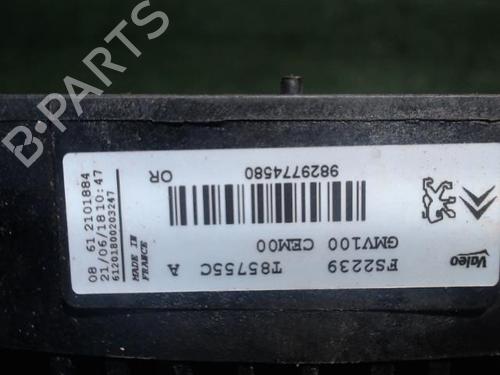 B-PARTS
Valeo
FS2239 T85755C A
GMV100 CEM00
9829774580 OR
08 61 2101884
21/06/18 10:47
61201800203247
MADE IN
FRANCE